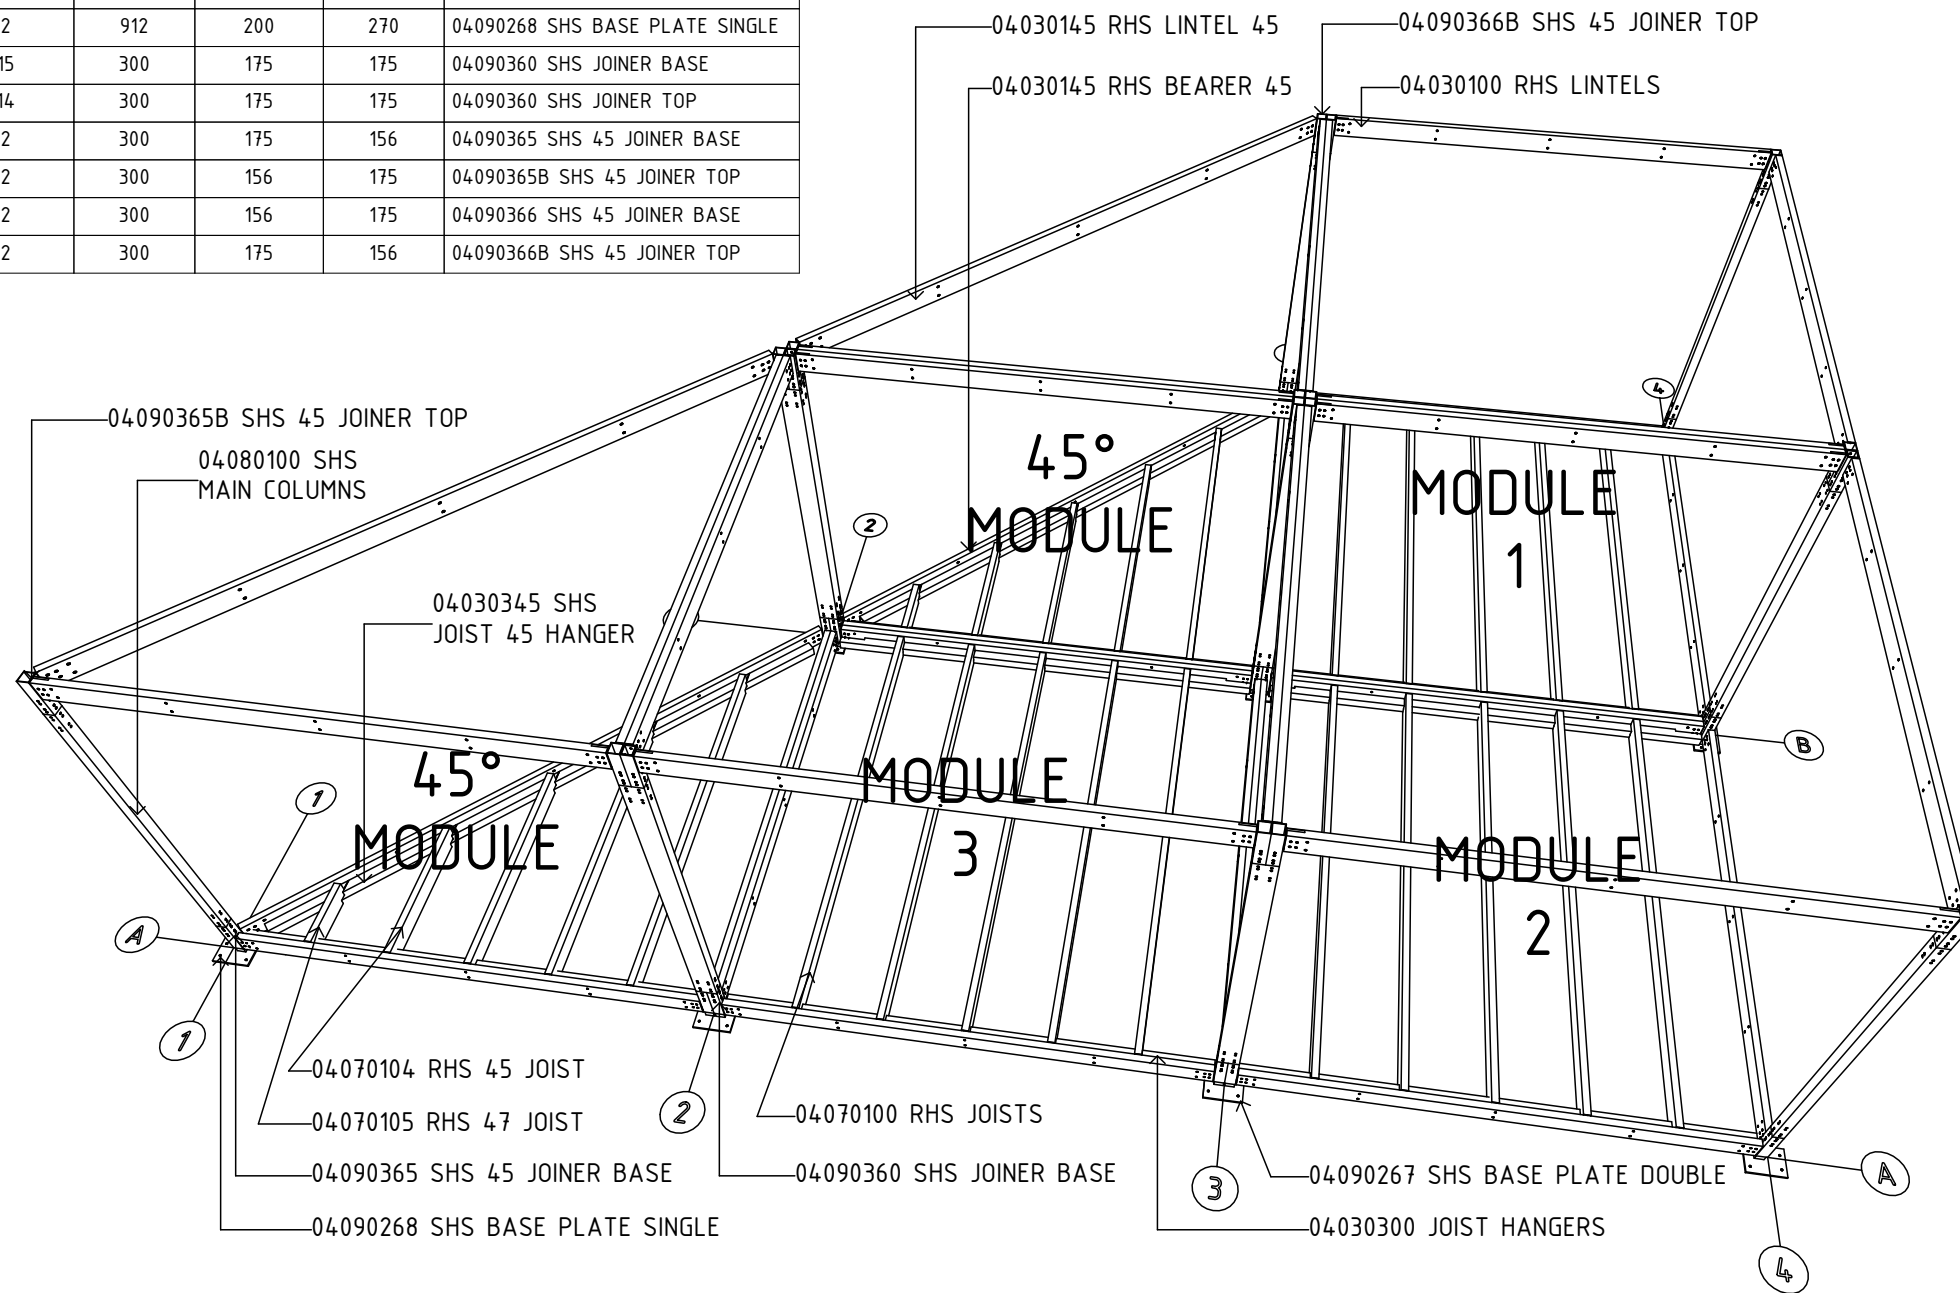 2 912 200 270 04090268 SHS BASE PLATE SINGLE
15 300 175 175 04090360 SHS JOINER BASE
14 300 175 175 04090360 SHS JOINER TOP
2 300 175 156 04090365 SHS 45 JOINER BASE
2 300 156 175 04090365B SHS 45 JOINER TOP
2 300 156 175 04090366 SHS 45 JOINER BASE
2 300 175 156 04090366B SHS 45 JOINER TOP
04030145 RHS LINTEL 45
04090366B SHS 45 JOINER TOP
04030145 RHS BEARER 45
04030100 RHS LINTELS
4
04090365B SHS 45 JOINER TOP
04080100 SHS
MAIN COLUMNS
45°
MODULE
MODULE
1
2
04030345 SHS
JOIST 45 HANGER
B
45°
MODULE
1
MODULE
3
MODULE
2
A
1
04070104 RHS 45 JOIST
04070105 RHS 47 JOIST
2
04070100 RHS JOISTS
04090365 SHS 45 JOINER BASE
04090360 SHS JOINER BASE
3
04090267 SHS BASE PLATE DOUBLE
A
04090268 SHS BASE PLATE SINGLE
04030300 JOIST HANGERS
4